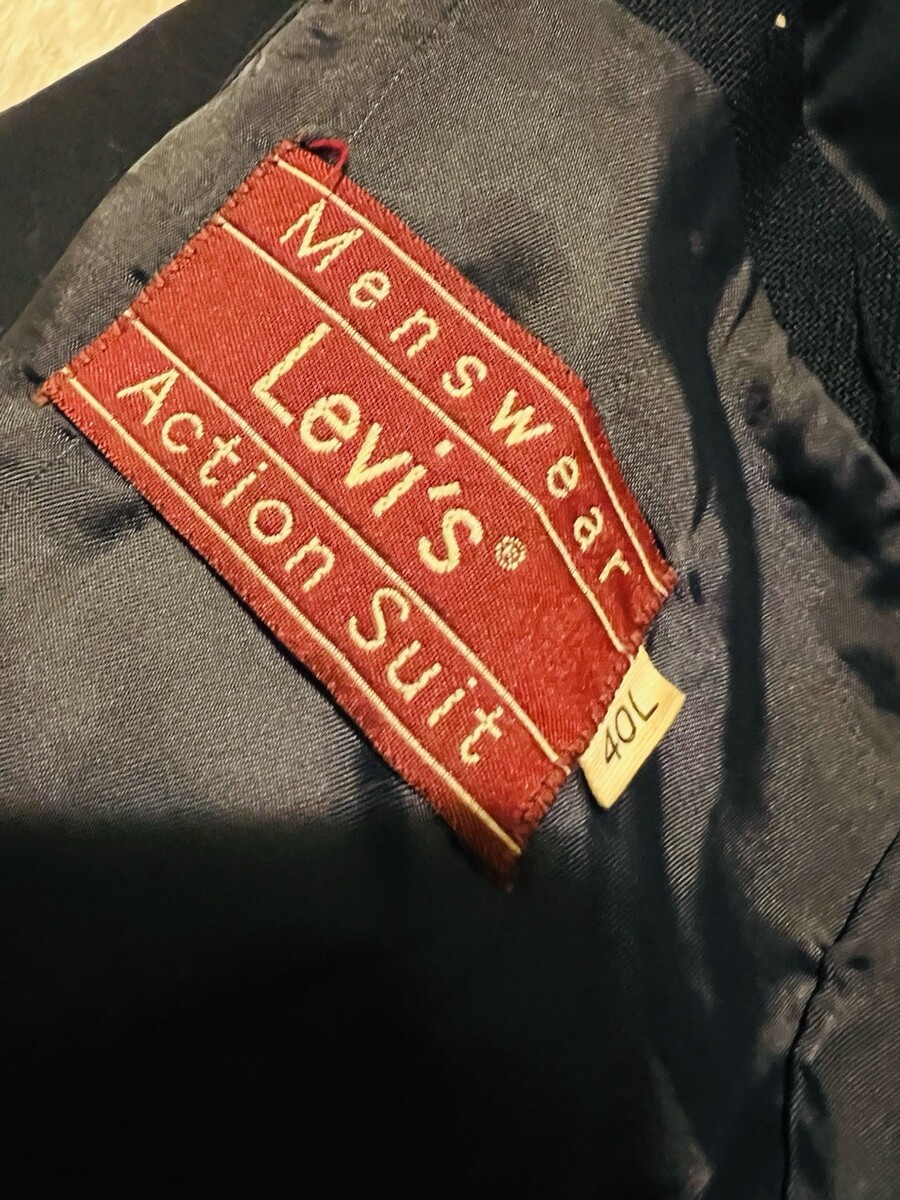 Menswear
Levi's®
Action Suit
40L